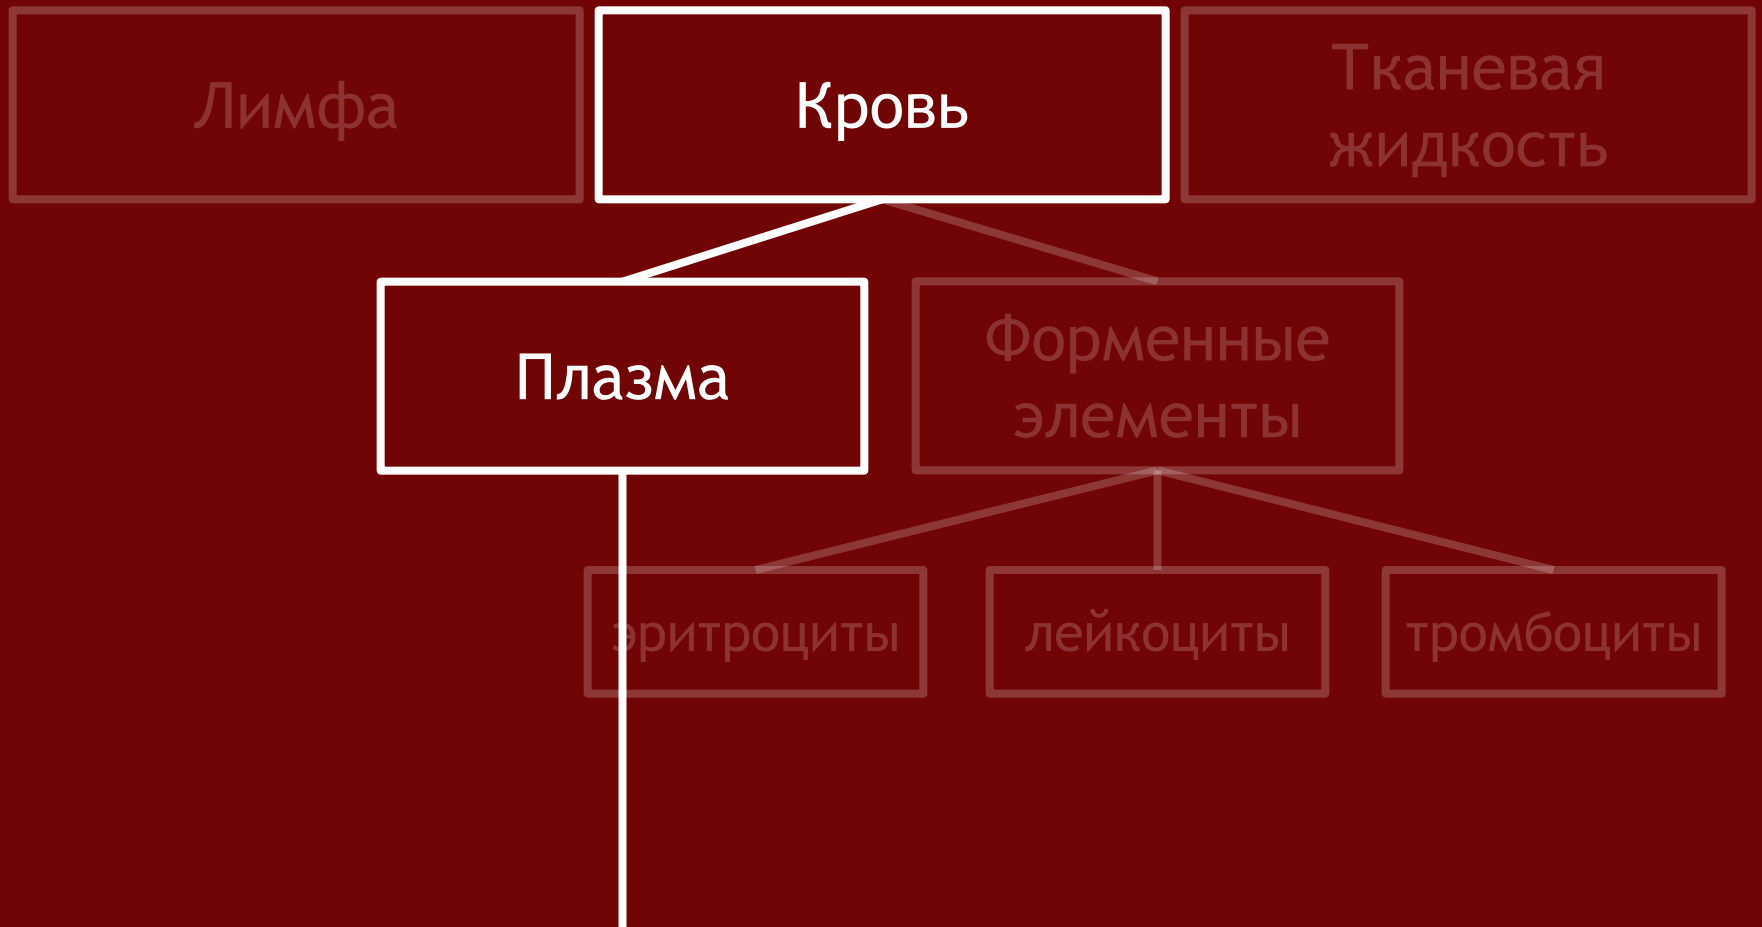 Лимфа
Кровь
Тканевая
жидкость
Плазма
Форменные
элементы
эритроциты
лейкоциты
тромбоциты